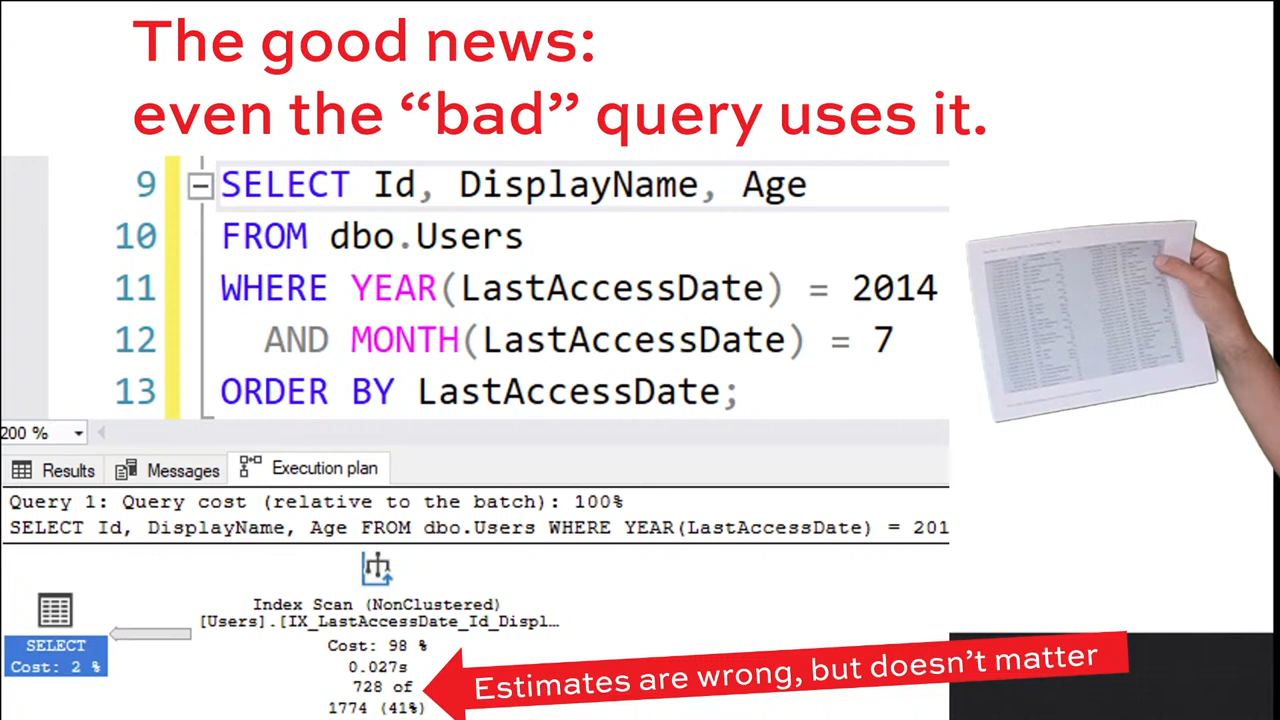 The good news:
even the “bad” query uses it.
9 SELECT Id, DisplayName, Age
10 FROM dbo.Users
11 WHERE YEAR(LastAccessDate) = 2014
12 AND MONTH(LastAccessDate) = 7
13 ORDER BY LastAccessDate;
200 %
Results Messages Execution plan
Query 1: Query cost (relative to the batch): 100%
SELECT Id, DisplayName, Age FROM dbo.Users WHERE YEAR(LastAccessDate) = 201
Index Scan (NonClustered)
[Users].[IX_LastAccessDate_Id_Displ…
SELECT
Cost: 2 %
Cost: 98 %
0.027s
728 of
1774 (41%)
Estimates are wrong, but doesn’t matter